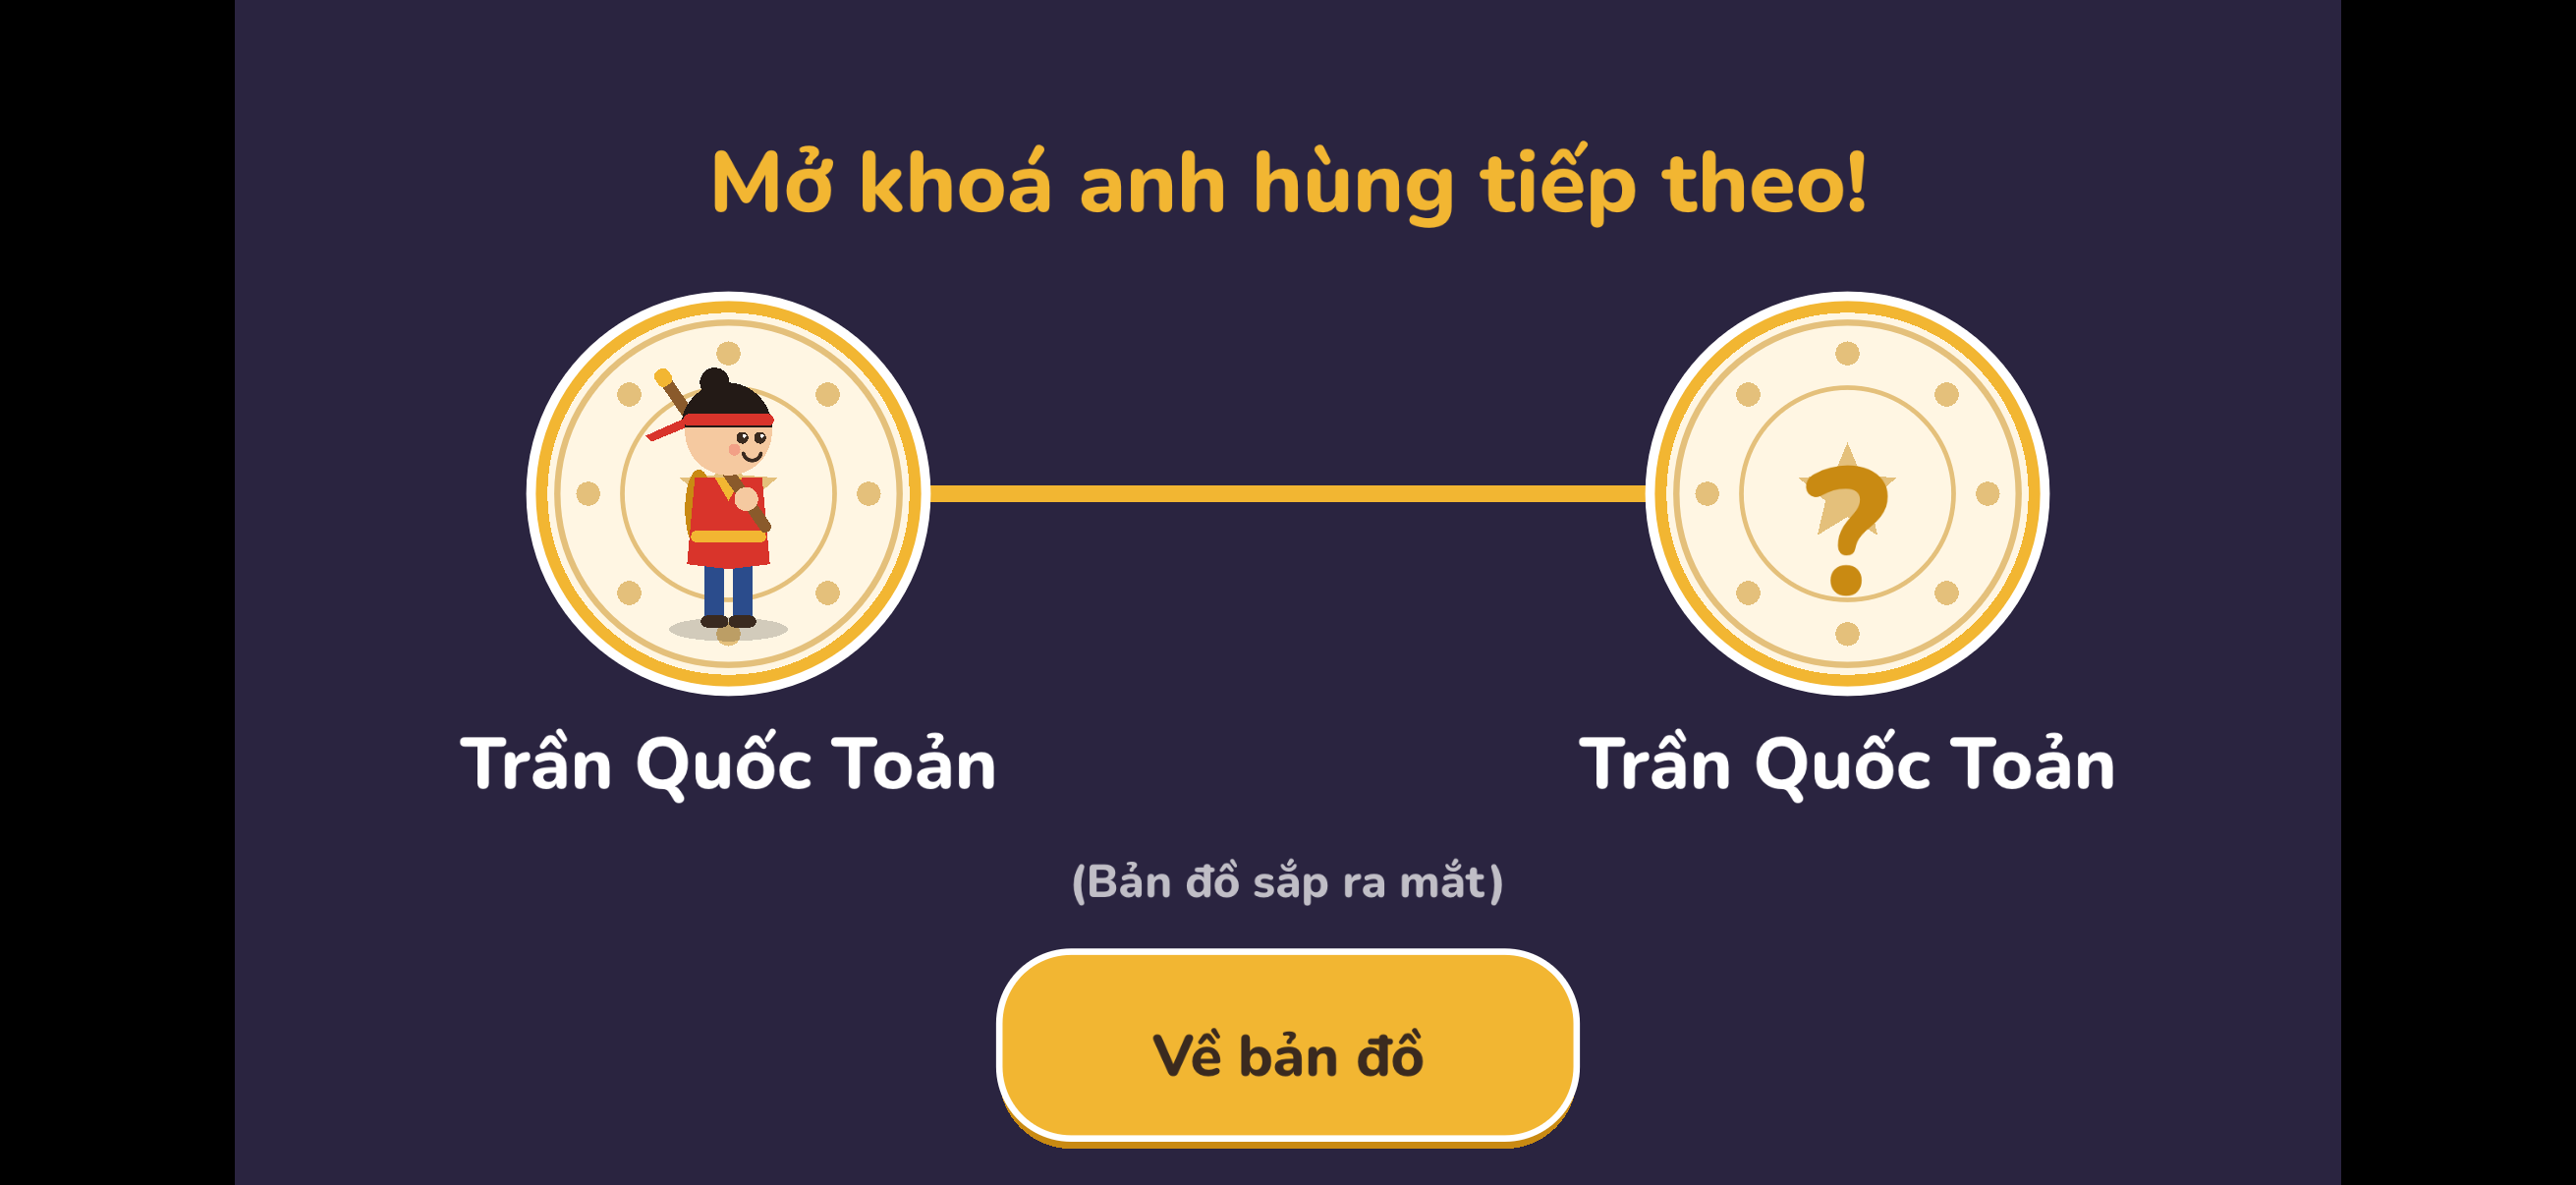 Mở khoá anh hùng tiếp theo!
?
Trần Quốc Toản
Trần Quốc Toản
(Bản đồ sắp ra mắt)
Về bản đồ